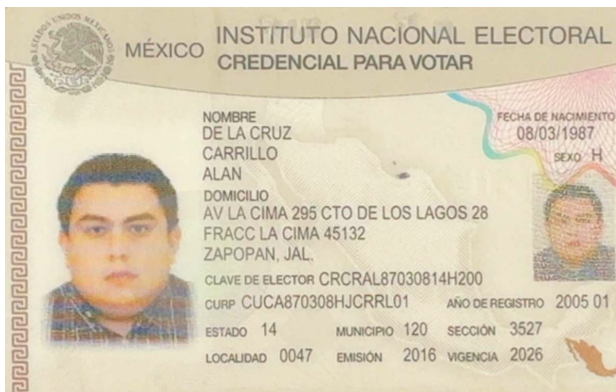 ESTADOS UNIDOS MEXICANOS
MÉXICO INSTITUTO NACIONAL ELECTORAL
CREDENCIAL PARA VOTAR
NOMBRE
DE LA CRUZ
CARRILLO
ALAN
FECHA DE NACIMIENTO
08/03/1987
SEXO H
DOMICILIO
AV LA CIMA 295 CTO DE LOS LAGOS 28
FRACC LA CIMA 45132
ZAPOPAN, JAL.
CLAVE DE ELECTOR CRCRAL87030814H200
CURP CUCA870308HJCRRL01 AÑO DE REGISTRO 2005 01
ESTADO 14 MUNICIPIO 120 SECCIÓN 3527
LOCALIDAD 0047 EMISIÓN 2016 VIGENCIA 2026